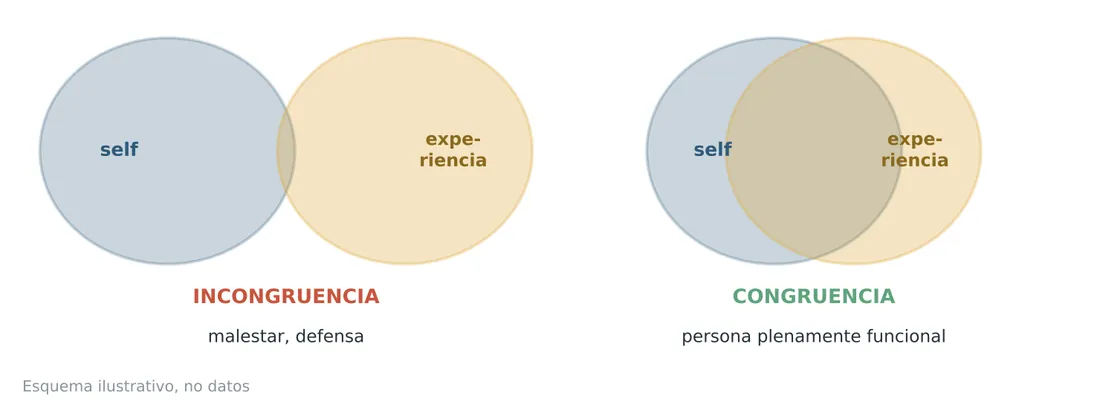 self
expe-
riencia
self
expe-
riencia
INCONGRUENCIA
CONGRUENCIA
malestar, defensa
persona plenamente funcional
Esquema ilustrativo, no datos